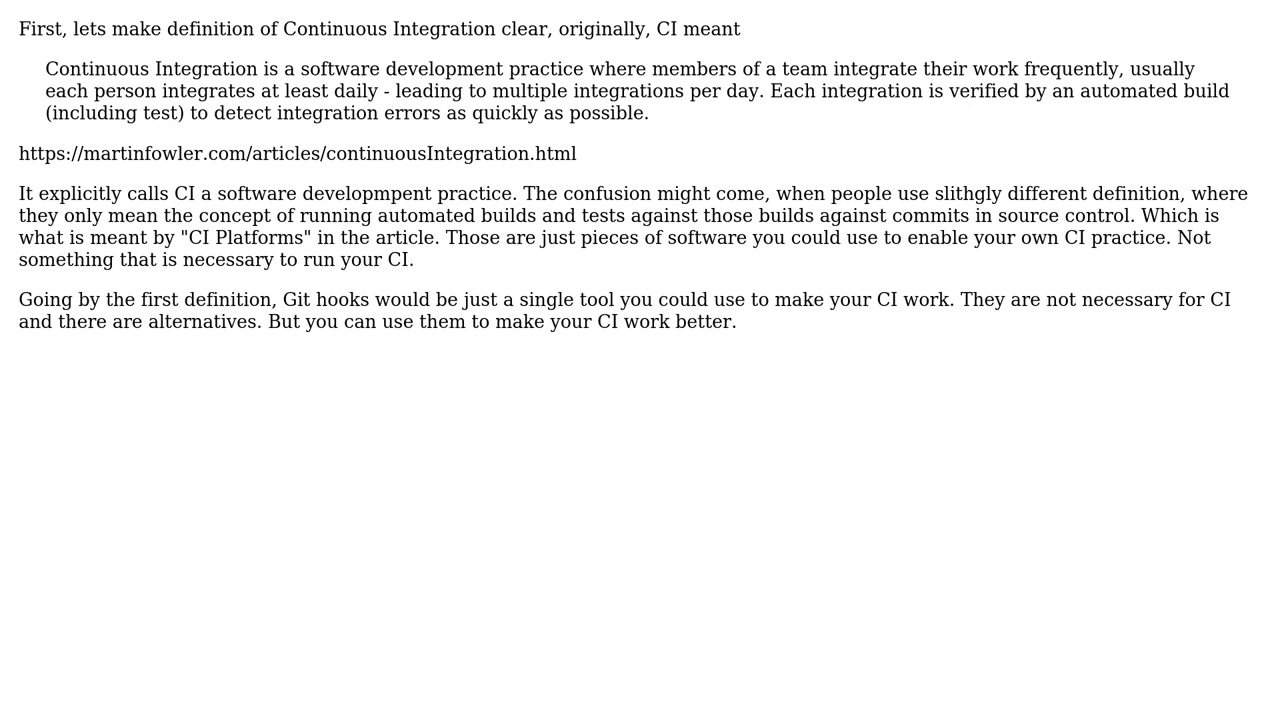 First, lets make definition of Continuous Integration clear, originally, CI meant
Continuous Integration is a software development practice where members of a team integrate their work frequently, usually
each person integrates at least daily - leading to multiple integrations per day. Each integration is verified by an automated build
(including test) to detect integration errors as quickly as possible.
https://martinfowler.com/articles/continuousIntegration.html
It explicitly calls CI a software developmpent practice. The confusion might come, when people use slithgly different definition, where
they only mean the concept of running automated builds and tests against those builds against commits in source control. Which is
what is meant by "CI Platforms" in the article. Those are just pieces of software you could use to enable your own CI practice. Not
something that is necessary to run your CI.
Going by the first definition, Git hooks would be just a single tool you could use to make your CI work. They are not necessary for CI
and there are alternatives. But you can use them to make your CI work better.